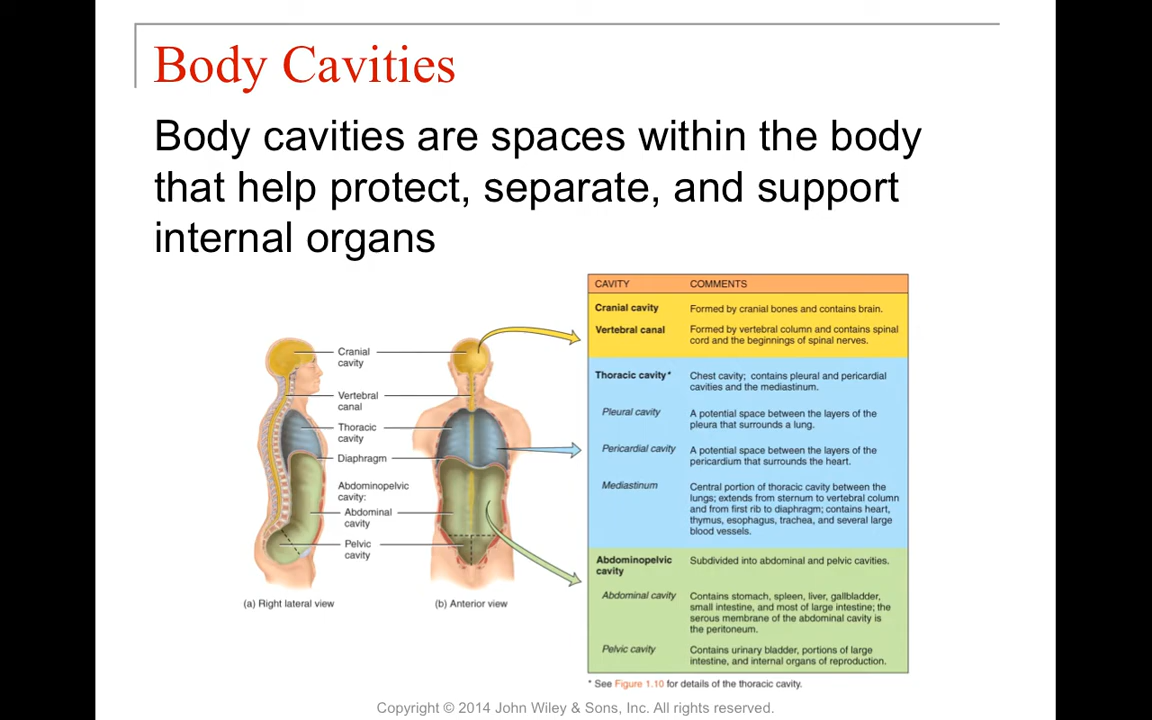 Body Cavities
Body cavities are spaces within the body
that help protect, separate, and support
internal organs
Cranial
cavity
Vertebral
canal
Thoracic
cavity
Diaphragm
Abdominopelvic
cavity:
Abdominal
cavity
Pelvic
cavity
(a) Right lateral view
(b) Anterior view
CAVITY COMMENTS
Cranial cavity Formed by cranial bones and contains brain.
Vertebral canal Formed by vertebral column and contains spinal
cord and the beginnings of spinal nerves.
Thoracic cavity* Chest cavity; contains pleural and pericardial
cavities and the mediastinum.
Pleural cavity A potential space between the layers of the
pleura that surrounds a lung.
Pericardial cavity A potential space between the layers of the
pericardium that surrounds the heart.
Mediastinum Central portion of thoracic cavity between the
lungs; extends from sternum to vertebral column
and from first rib to diaphragm; contains heart,
thymus, esophagus, trachea, and several large
blood vessels.
Abdominopelvic Subdivided into abdominal and pelvic cavities.
cavity
Abdominal cavity Contains stomach, spleen, liver, gallbladder,
small intestine, and most of large intestine; the
serous membrane of the abdominal cavity is
the peritoneum.
Pelvic cavity Contains urinary bladder, portions of large
intestine, and internal organs of reproduction.
* See Figure 1.10 for details of the thoracic cavity.
Copyright © 2014 John Wiley & Sons, Inc. All rights reserved.